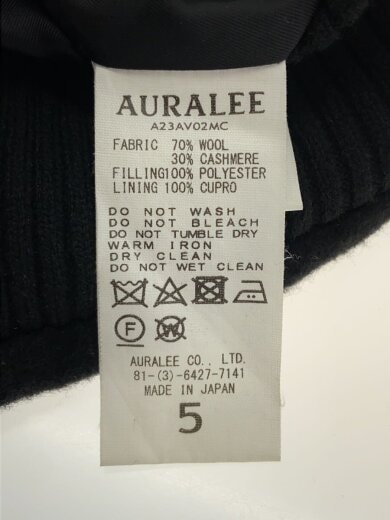 AURALEE
A23AV02MC
FABRIC 70% WOOL
30% CASHMERE
FILLING100% POLYESTER
LINING 100% CUPRO
DO NOT WASH
DO NOT BLEACH
DO NOT TUMBLE DRY
WARM IRON
DRY CLEAN
DO NOT WET CLEAN
F W
AURALEE CO., LTD.
81-(3)-6427-7141
MADE IN JAPAN
5